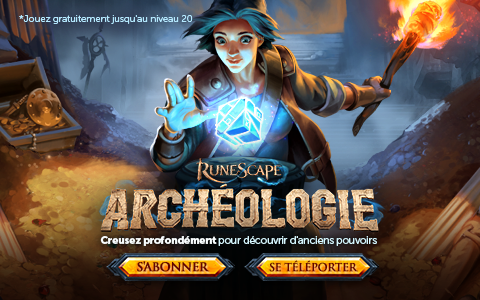 *Jouez gratuitement jusqu'au niveau 20
RUNESCAPE
ARCHÉOLOGIE
Creusez profondément pour découvrir d'anciens pouvoirs
S'ABONNER
SE TÉLÉPORTER